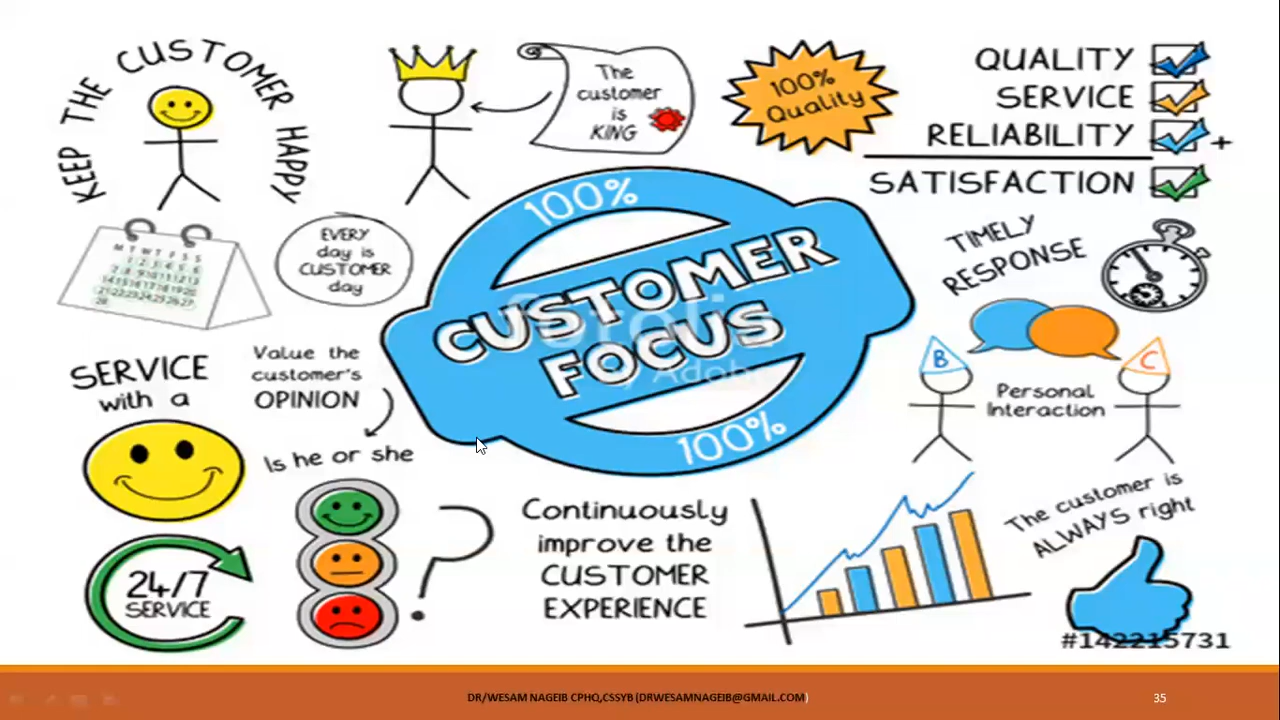 KEEP THE CUSTOMER HAPPY
The
customer
is
KING
100%
Quality
QUALITY
SERVICE
RELIABILITY
+
SATISFACTION
M T W T F S S
EVERY
day is
CUSTOMER
day
100%
CUSTOMER
FOCUS
100%
TIMELY
RESPONSE
SERVICE
with a
Value the
customer's
OPINION
Is he or she
?
B
C
Personal
Interaction
24/7
SERVICE
Continuously
improve the
CUSTOMER
EXPERIENCE
The customer is
ALWAYS right
#142215731
DR/WESAM NAGEIB CPHQ,CSSYB (DRWESAMNAGEIB@GMAIL.COM)
35